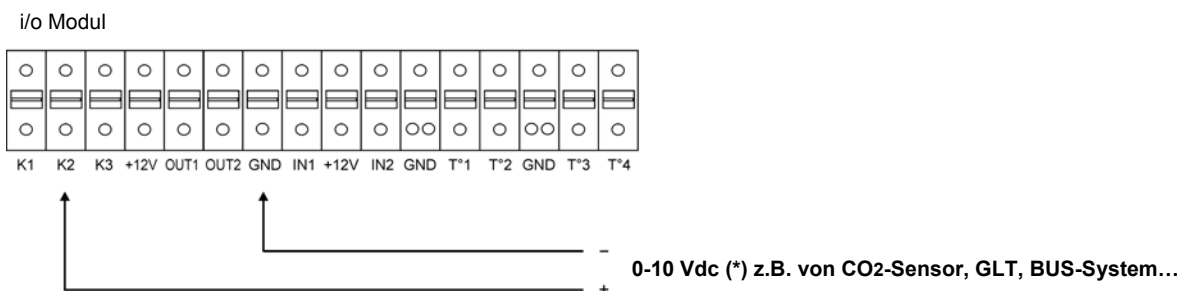 i/o Modul
K1 K2 K3 +12V OUT1 OUT2 GND IN1 +12V IN2 GND T°1 T°2 GND T°3 T°4
–
0-10 Vdc (*) z.B. von CO2-Sensor, GLT, BUS-System…
+